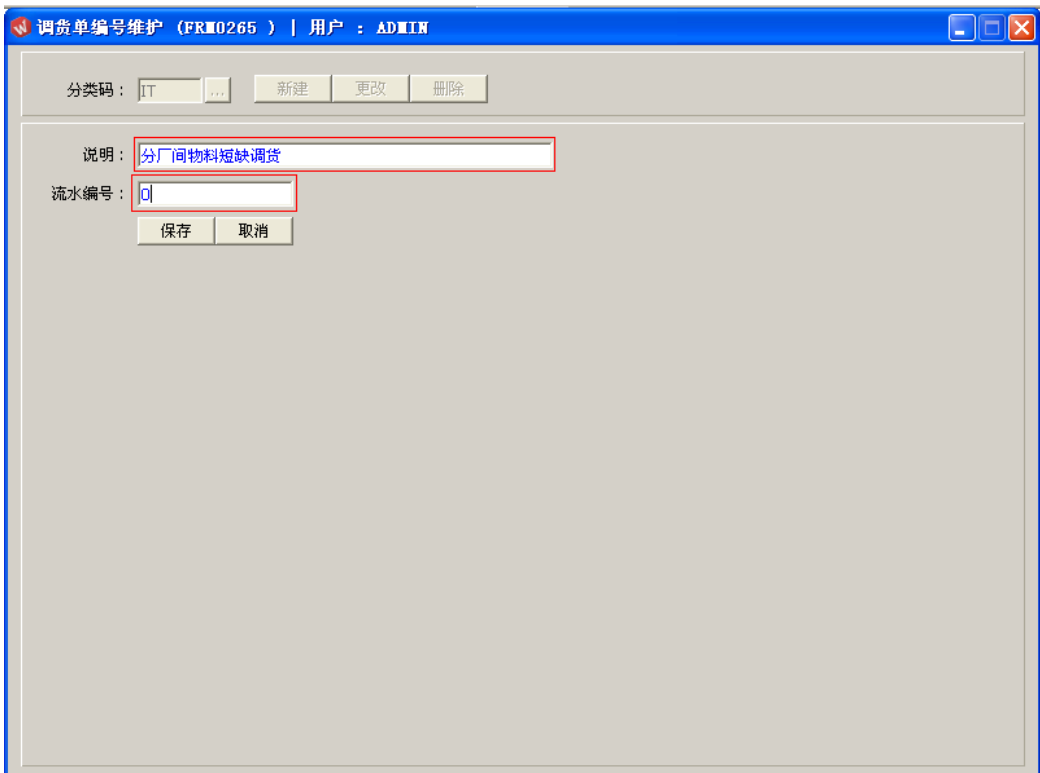 调货单编号维护 (FRM0265 ) | 用户 : ADMIN
分类码： IT ... 新建 更改 删除
说明： 分厂间物料短缺调货
流水编号： 0
保存 取消